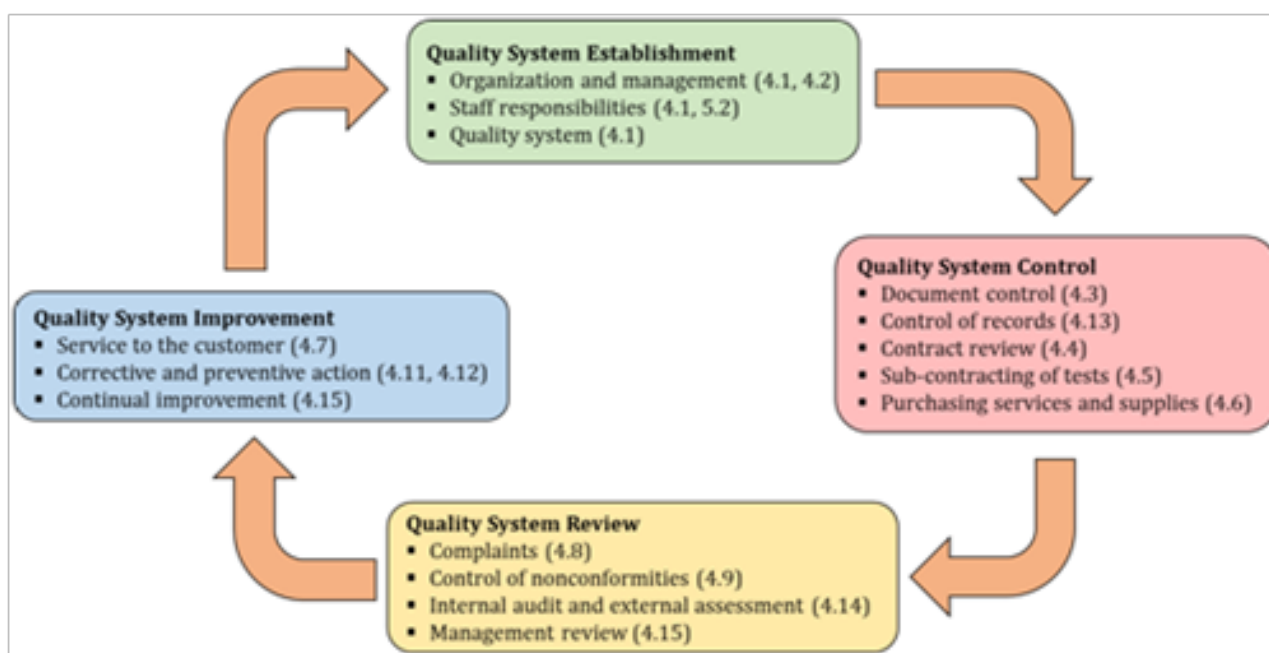 Quality System Establishment
▪ Organization and management (4.1, 4.2)
▪ Staff responsibilities (4.1, 5.2)
▪ Quality system (4.1)
Quality System Control
▪ Document control (4.3)
▪ Control of records (4.13)
▪ Contract review (4.4)
▪ Sub-contracting of tests (4.5)
▪ Purchasing services and supplies (4.6)
Quality System Review
▪ Complaints (4.8)
▪ Control of nonconformities (4.9)
▪ Internal audit and external assessment (4.14)
▪ Management review (4.15)
Quality System Improvement
▪ Service to the customer (4.7)
▪ Corrective and preventive action (4.11, 4.12)
▪ Continual improvement (4.15)